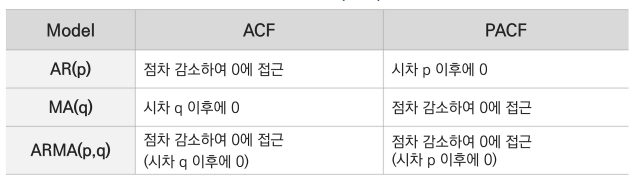 Model ACF PACF
AR(p) 점차 감소하여 0에 접근 시차 p 이후에 0
MA(q) 시차 q 이후에 0 점차 감소하여 0에 접근
ARMA(p,q) 점차 감소하여 0에 접근 점차 감소하여 0에 접근
(시차 q 이후에 0) (시차 p 이후에 0)